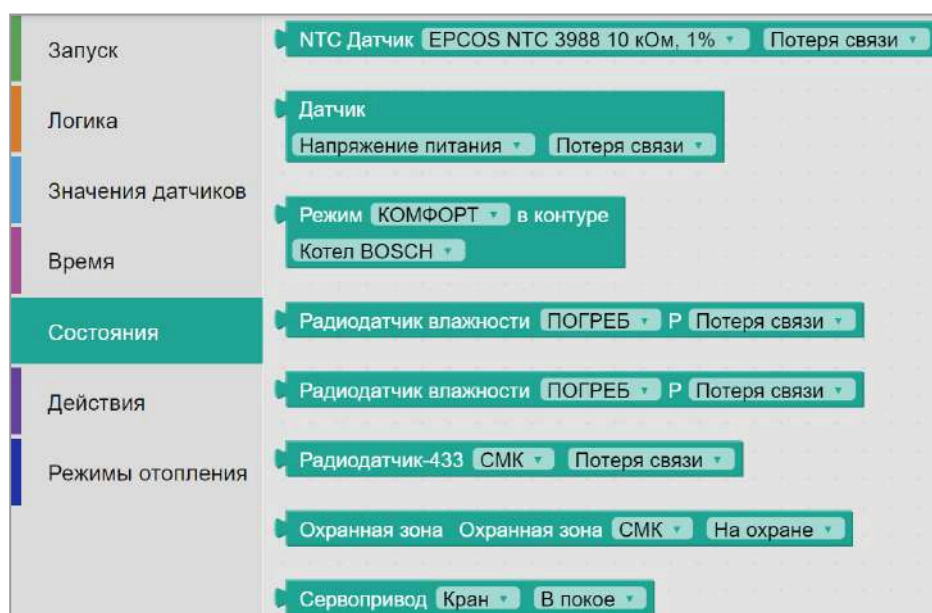 Запуск
Логика
Значения датчиков
Время
Состояния
Действия
Режимы отопления
NTC Датчик EPCOS NTC 3988 10 кОм, 1% Потеря связи
Датчик
Напряжение питания Потеря связи
Режим КОМФОРТ в контуре
Котел BOSCH
Радиодатчик влажности ПОГРЕБ Р Потеря связи
Радиодатчик влажности ПОГРЕБ Р Потеря связи
Радиодатчик-433 СМК Потеря связи
Охранная зона Охранная зона СМК На охране
Сервопривод Кран В покое